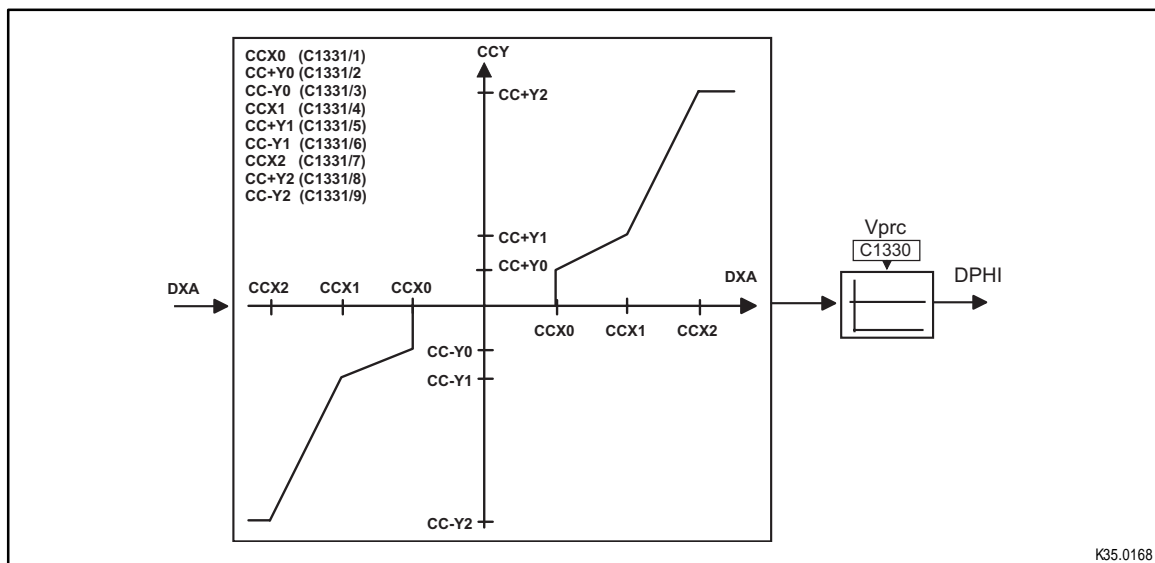 CCX0 (C1331/1)
CC+Y0 (C1331/2
CC-Y0 (C1331/3)
CCX1 (C1331/4)
CC+Y1 (C1331/5)
CC-Y1 (C1331/6)
CCX2 (C1331/7)
CC+Y2 (C1331/8)
CC-Y2 (C1331/9)
CCY
CC+Y2
CC+Y1
CC+Y0
DXA
CCX2
CCX1
CCX0
DXA
CCX0
CCX1
CCX2
CC-Y0
CC-Y1
CC-Y2
Vprc
C1330
DPHI
K35.0168